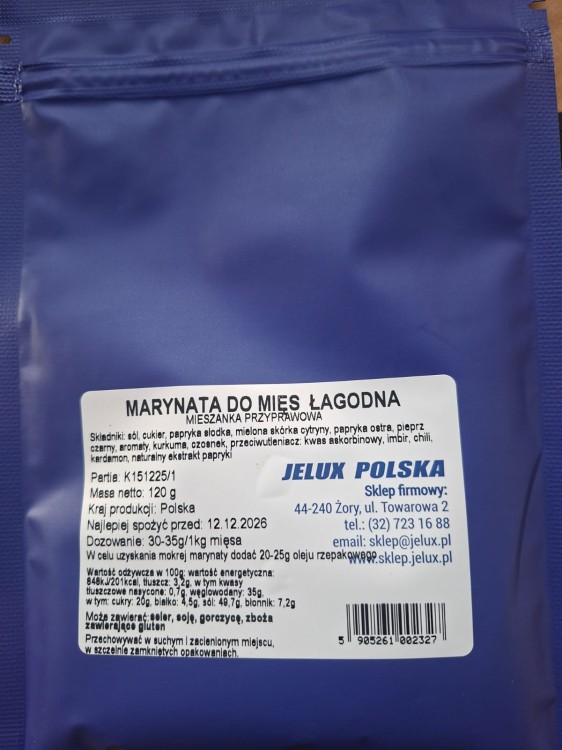 MARYNATA DO MIĘS ŁAGODNA
MIESZANKA PRZYPRAWOWA
Składniki: sól, cukier, papryka słodka, mielona skórka cytryny, papryka ostra, pieprz
czarny, aromaty, kurkuma, czosnek, przeciwutleniacz: kwas askorbinowy, imbir, chili,
kardamon, naturalny ekstrakt papryki
Partia: K151225/1
Masa netto: 120 g
Kraj produkcji: Polska
Najlepiej spożyć przed: 12.12.2026
Dozowanie: 30-35g/1kg mięsa
W celu uzyskania mokrej marynaty dodać 20-25g oleju rzepakowego
JELUX POLSKA
Sklep firmowy:
44-240 Żory, ul. Towarowa 2
tel.: (32) 723 16 88
email: sklep@jelux.pl
www.sklep.jelux.pl
Wartość odżywcza w 100g: wartość energetyczna:
848kJ/201kcal, tłuszcz: 3,2g, w tym kwasy
tłuszczowe nasycone: 0,7g, węglowodany: 35g,
w tym: cukry: 20g, białko: 4,5g, sól: 49,7g, błonnik: 7,2g
Może zawierać: seler, soję, gorczycę, zboża
zawierające gluten
Przechowywać w suchym i zacienionym miejscu,
w szczelnie zamkniętych opakowaniach.
5 905261 002327